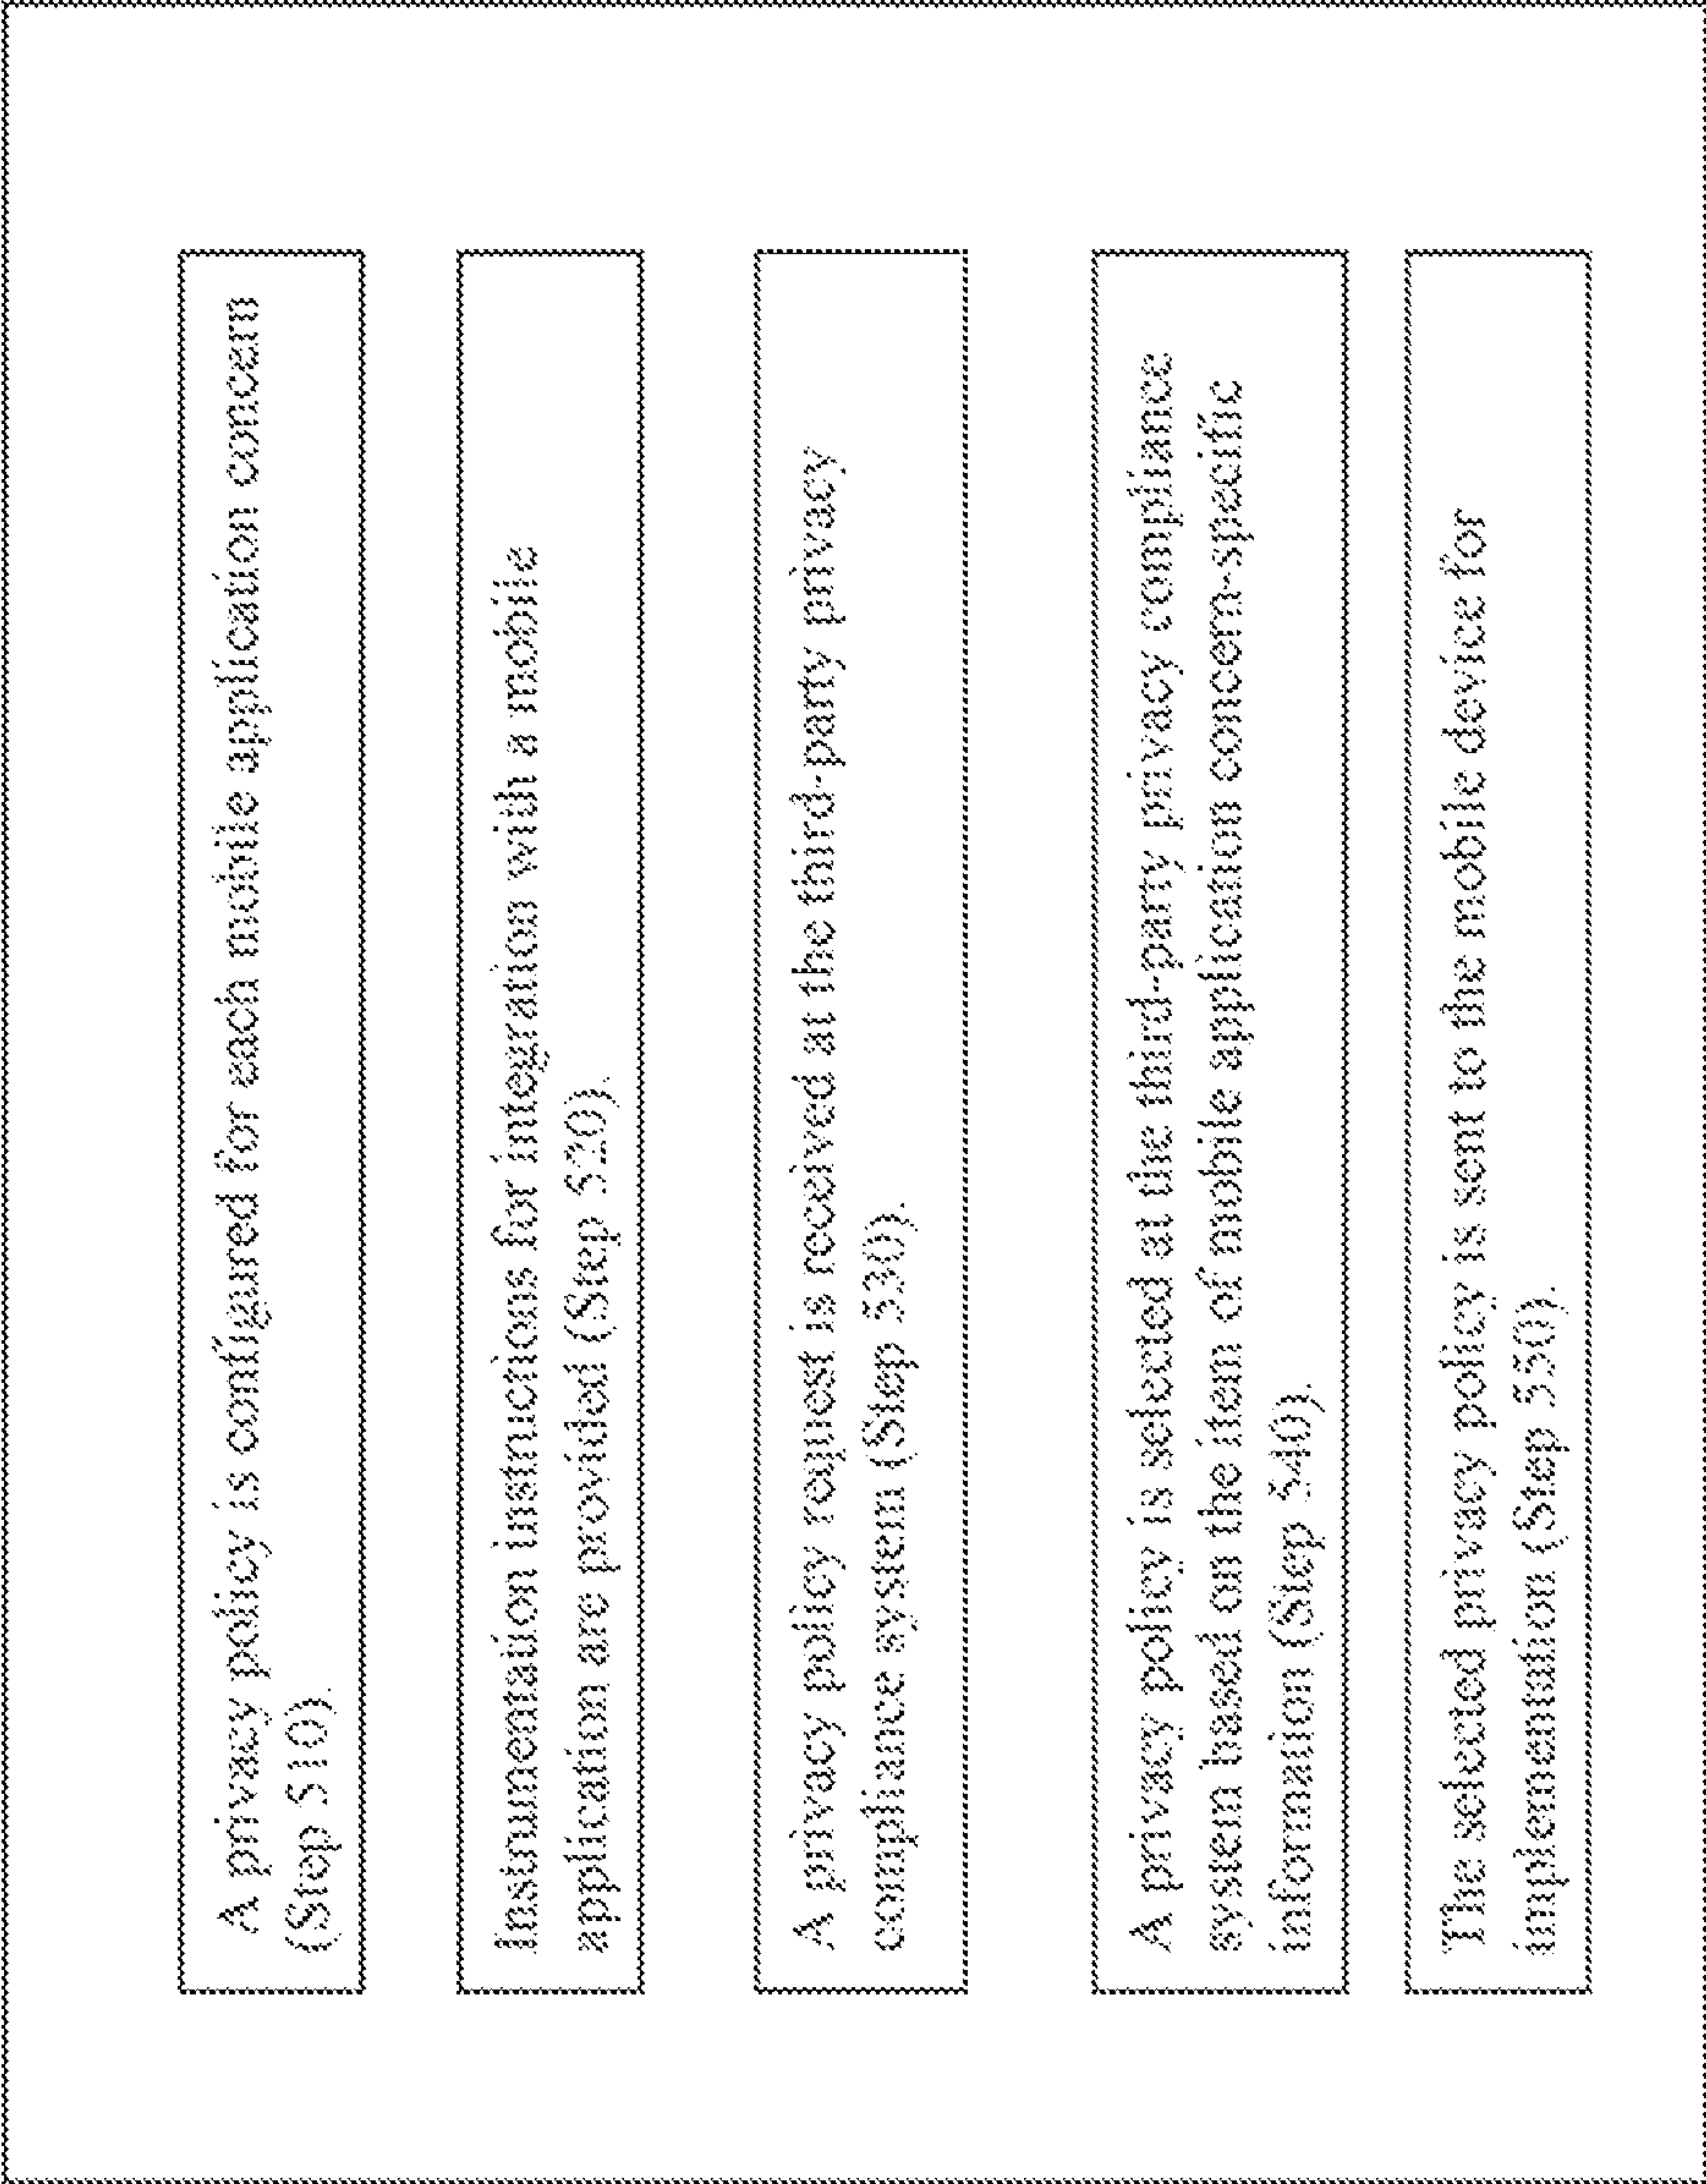 A privacy policy is configured for each mobile application concern
(Step 510).
Instrumentation instructions for integration with a mobile
application are provided (Step 520).
A privacy policy request is received at the third-party privacy
compliance system (Step 530).
A privacy policy is selected at the third-party privacy compliance
system based on the item of mobile application concern-specific
information (Step 540).
The selected privacy policy is sent to the mobile device for
implementation (Step 550).